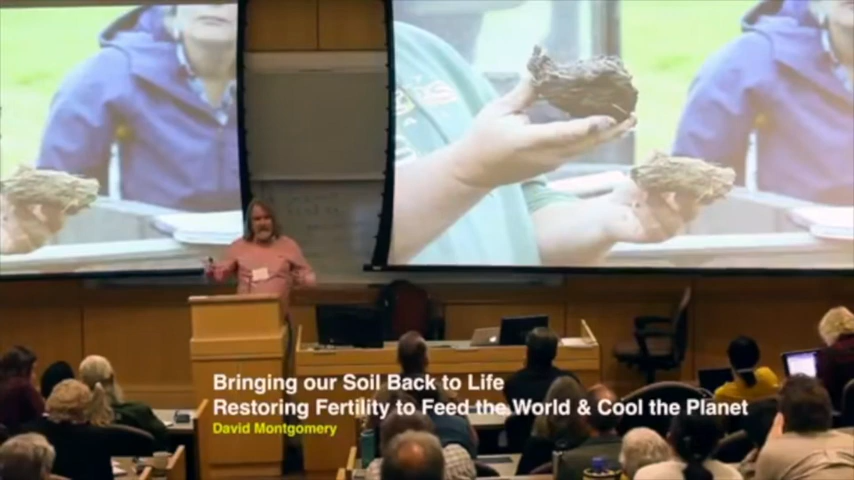 Bringing our Soil Back to Life
Restoring Fertility to Feed the World & Cool the Planet
David Montgomery